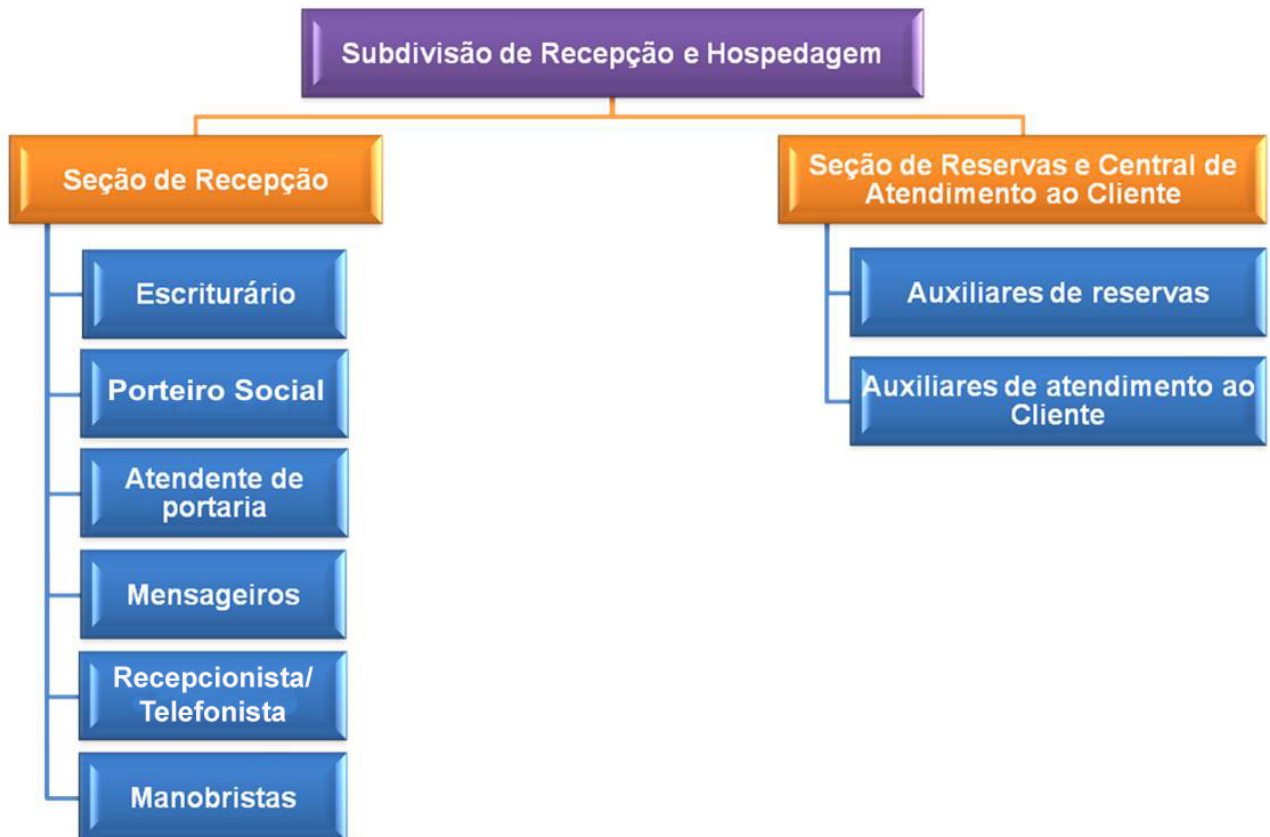 Subdivisão de Recepção e Hospedagem
Seção de Recepção
Escriturário
Porteiro Social
Atendente de
portaria
Mensageiros
Recepcionista/
Telefonista
Manobristas
Seção de Reservas e Central de
Atendimento ao Cliente
Auxiliares de reservas
Auxiliares de atendimento ao
Cliente